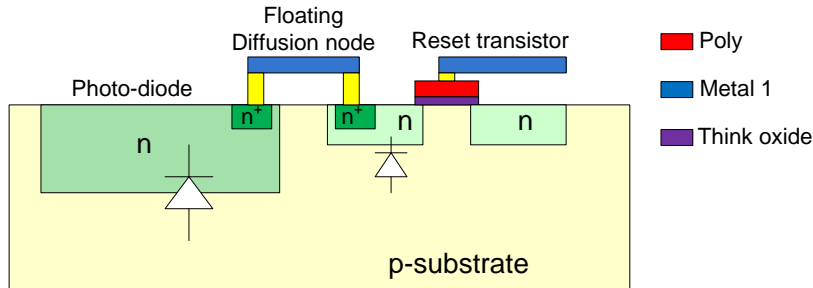 Floating
Diffusion node
Reset transistor
Photo-diode
Poly
Metal 1
Think oxide
n+
n+
n
n
n
p-substrate